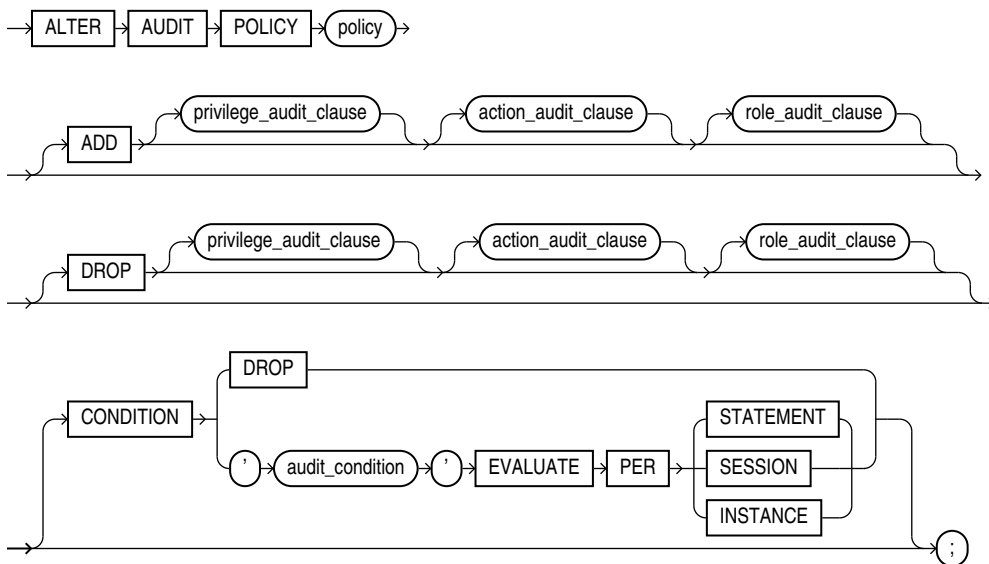 ALTER AUDIT POLICY policy
privilege_audit_clause action_audit_clause role_audit_clause
ADD
privilege_audit_clause action_audit_clause role_audit_clause
DROP
DROP
CONDITION STATEMENT
' audit_condition ' EVALUATE PER SESSION
INSTANCE
;